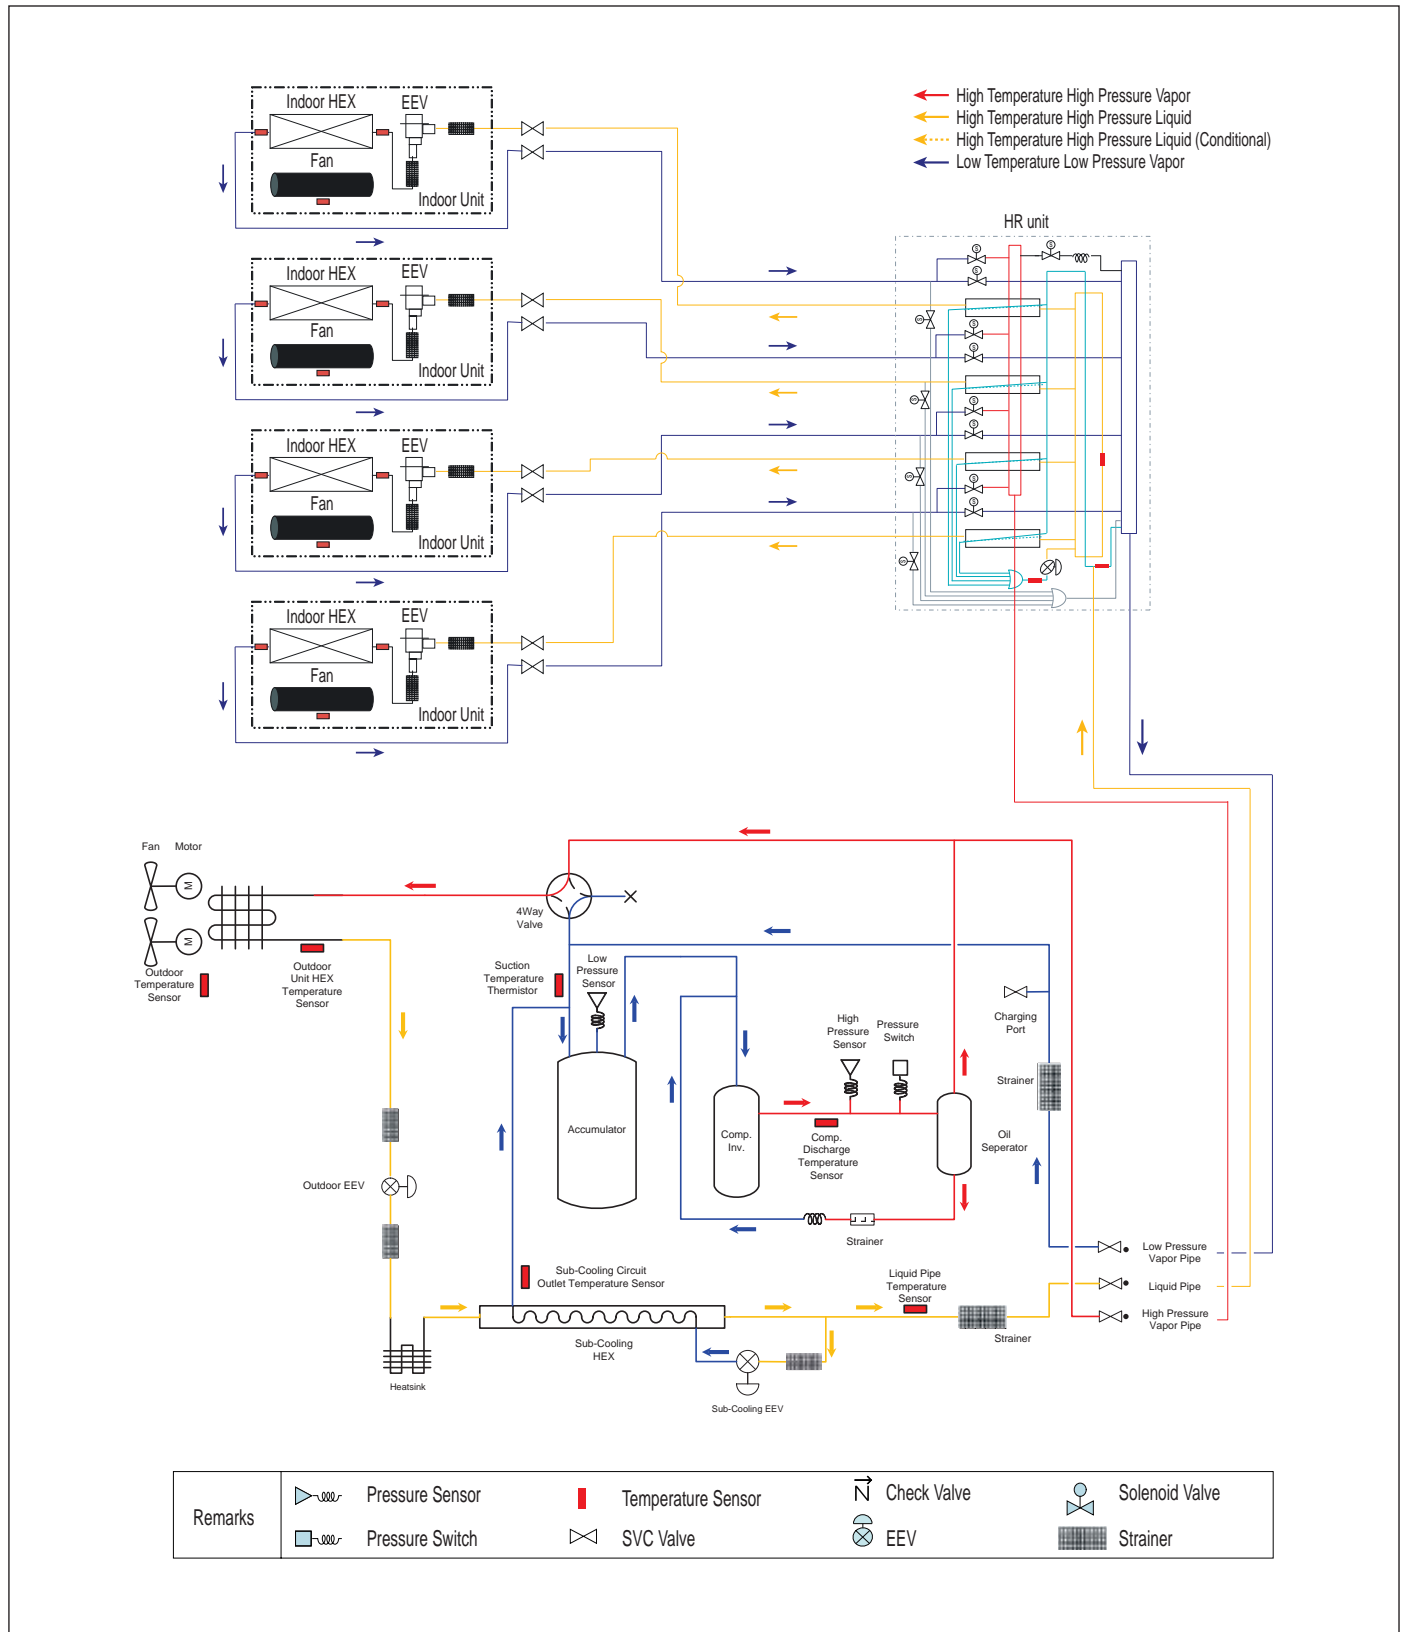 Indoor HEX
EEV
Fan
Indoor Unit
High Temperature High Pressure Vapor
High Temperature High Pressure Liquid
High Temperature High Pressure Liquid (Conditional)
Low Temperature Low Pressure Vapor
HR unit
S
S
S
S
S
S
S
S
S
S
S
S
S
Indoor HEX
EEV
Fan
Indoor Unit
Indoor HEX
EEV
Fan
Indoor Unit
Indoor HEX
EEV
Fan
Indoor Unit
Fan
Motor
M
M
4Way
Valve
Outdoor
Temperature
Sensor
Outdoor
Unit HEX
Temperature
Sensor
Suction
Temperature
Thermistor
Low
Pressure
Sensor
High
Pressure
Sensor
Pressure
Switch
Charging
Port
Strainer
Accumulator
Comp.
Inv.
Comp.
Discharge
Temperature
Sensor
Oil
Seperator
Outdoor EEV
Strainer
Sub-Cooling Circuit
Outlet Temperature Sensor
Liquid Pipe
Temperature
Sensor
Low Pressure
Vapor Pipe
Liquid Pipe
High Pressure
Vapor Pipe
Strainer
Sub-Cooling
HEX
Heatsink
Sub-Cooling EEV
Remarks
Pressure Sensor
Temperature Sensor
Check Valve
Solenoid Valve
Pressure Switch
SVC Valve
EEV
Strainer